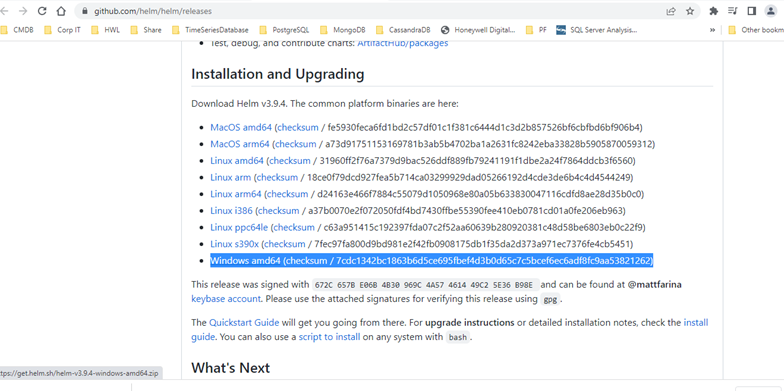 github.com/helm/helm/releases
CMDB Corp IT HWL Share TimeSeriesDatabase PostgreSQL MongoDB CassandraDB Honeywell Digital... PF SQL Server Analysis... » Other bookm
Test, debug, and contribute charts: ArtifactHub/packages
Installation and Upgrading
Download Helm v3.9.4. The common platform binaries are here:
MacOS amd64 (checksum / fe5930feca6fd1bd2c57df01c1f381c6444d1c3d2b857526bf6cbfbd6bf906b4)
MacOS arm64 (checksum / a73d91751153169781b3ab5b4702ba1a2631fc8242eba33828b5905870059312)
Linux amd64 (checksum / 31960ff2f76a7379d9bac526ddf889fb79241191f1dbe2a24f7864ddcb3f6560)
Linux arm (checksum / 18ce0f79dcd927fea5b714ca03299929dad05266192d4cde3de6b4c4d4544249)
Linux arm64 (checksum / d24163e466f7884c55079d1050968e80a05b633830047116cdfd8ae28d35b0c0)
Linux i386 (checksum / a37b0070e2f072050fdf4bd7430ffbe55390fee410eb0781cd01a0fe206eb963)
Linux ppc64le (checksum / c63a951415c192397fda07c2f52aa60639b280920381c48d58be6803eb0c22f9)
Linux s390x (checksum / 7fec97fa800d9bd981e2f42fb0908175db1f35da2d373a971ec7376fe4cb5451)
Windows amd64 (checksum / 7cdc1342bc1863b6d5ce695fbef4d3b0d65c7c5bcef6ec6adf8fc9aa53821262)
This release was signed with 672C 657B E06B 4B30 969C 4A57 4614 49C2 5E36 B98E and can be found at @mattfarina
keybase account. Please use the attached signatures for verifying this release using gpg .
The Quickstart Guide will get you going from there. For upgrade instructions or detailed installation notes, check the install
guide. You can also use a script to install on any system with bash .
What's Next
ttps://get.helm.sh/helm-v3.9.4-windows-amd64.zip